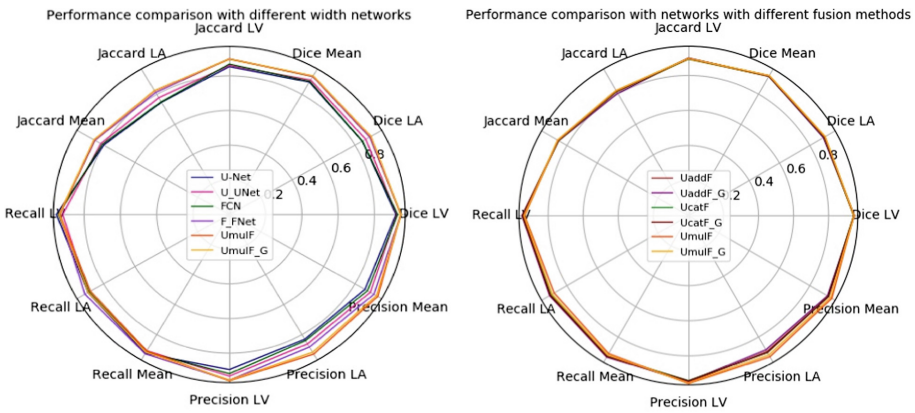 Performance comparison with different width networks
Jaccard LV
Jaccard LA
Dice Mean
Jaccard Mean
Dice LA
0.8
0.6
0.4
0.2
Recall LV
Dice LV
U-Net
U_UNet
FCN
F_FNet
UmulF
UmulF_G
Recall LA
Precision Mean
Recall Mean
Precision LA
Precision LV
Performance comparison with networks with different fusion methods
Jaccard LV
Jaccard LA
Dice Mean
Jaccard Mean
Dice LA
0.8
0.6
0.4
0.2
Recall LV
Dice LV
UaddF
UaddF_G
UcatF
UcatF_G
UmulF
UmulF_G
Recall LA
Precision Mean
Recall Mean
Precision LA
Precision LV